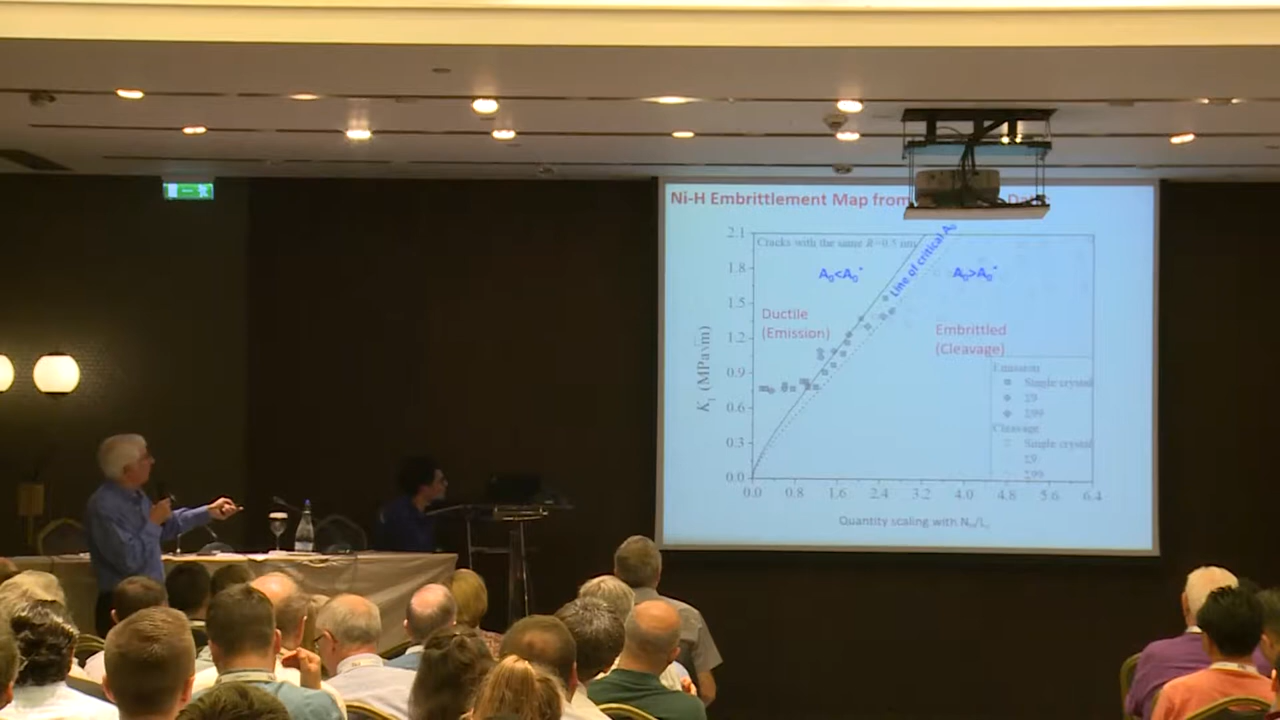 Ni-H Embrittlement Map from
2.1
Cracks with the same R=0.5 nm
Line of critical A₀
1.8
A₀<A₀*
A₀>A₀*
1.5
Ductile
(Emission)
Embrittled
(Cleavage)
1.2
0.9
0.6
0.3
0.0
K_I (MPa√m)
Emission
Single crystal
Σ9
Σ99
Cleavage
Single crystal
Σ9
Σ99
0.0 0.8 1.6 2.4 3.2 4.0 4.8 5.6 6.4
Quantity scaling with